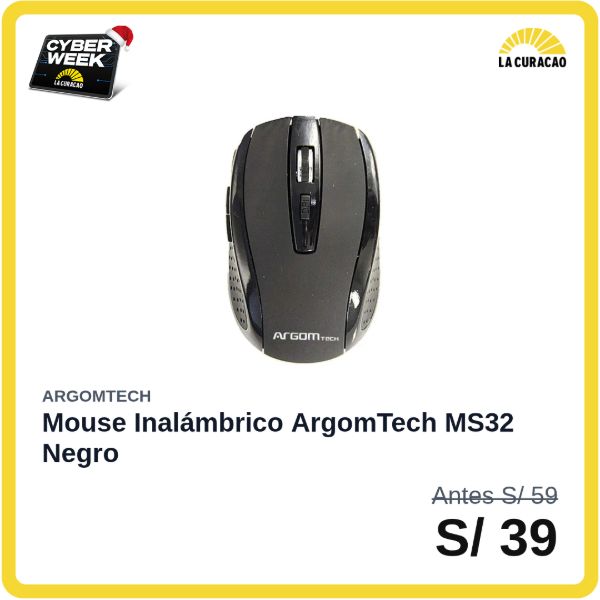 CYBER
WEEK
LA CURACAO
LA CURACAO
ARGOMTECH
ARGOMTECH
Mouse Inalámbrico ArgomTech MS32
Negro
Antes S/ 59
S/ 39